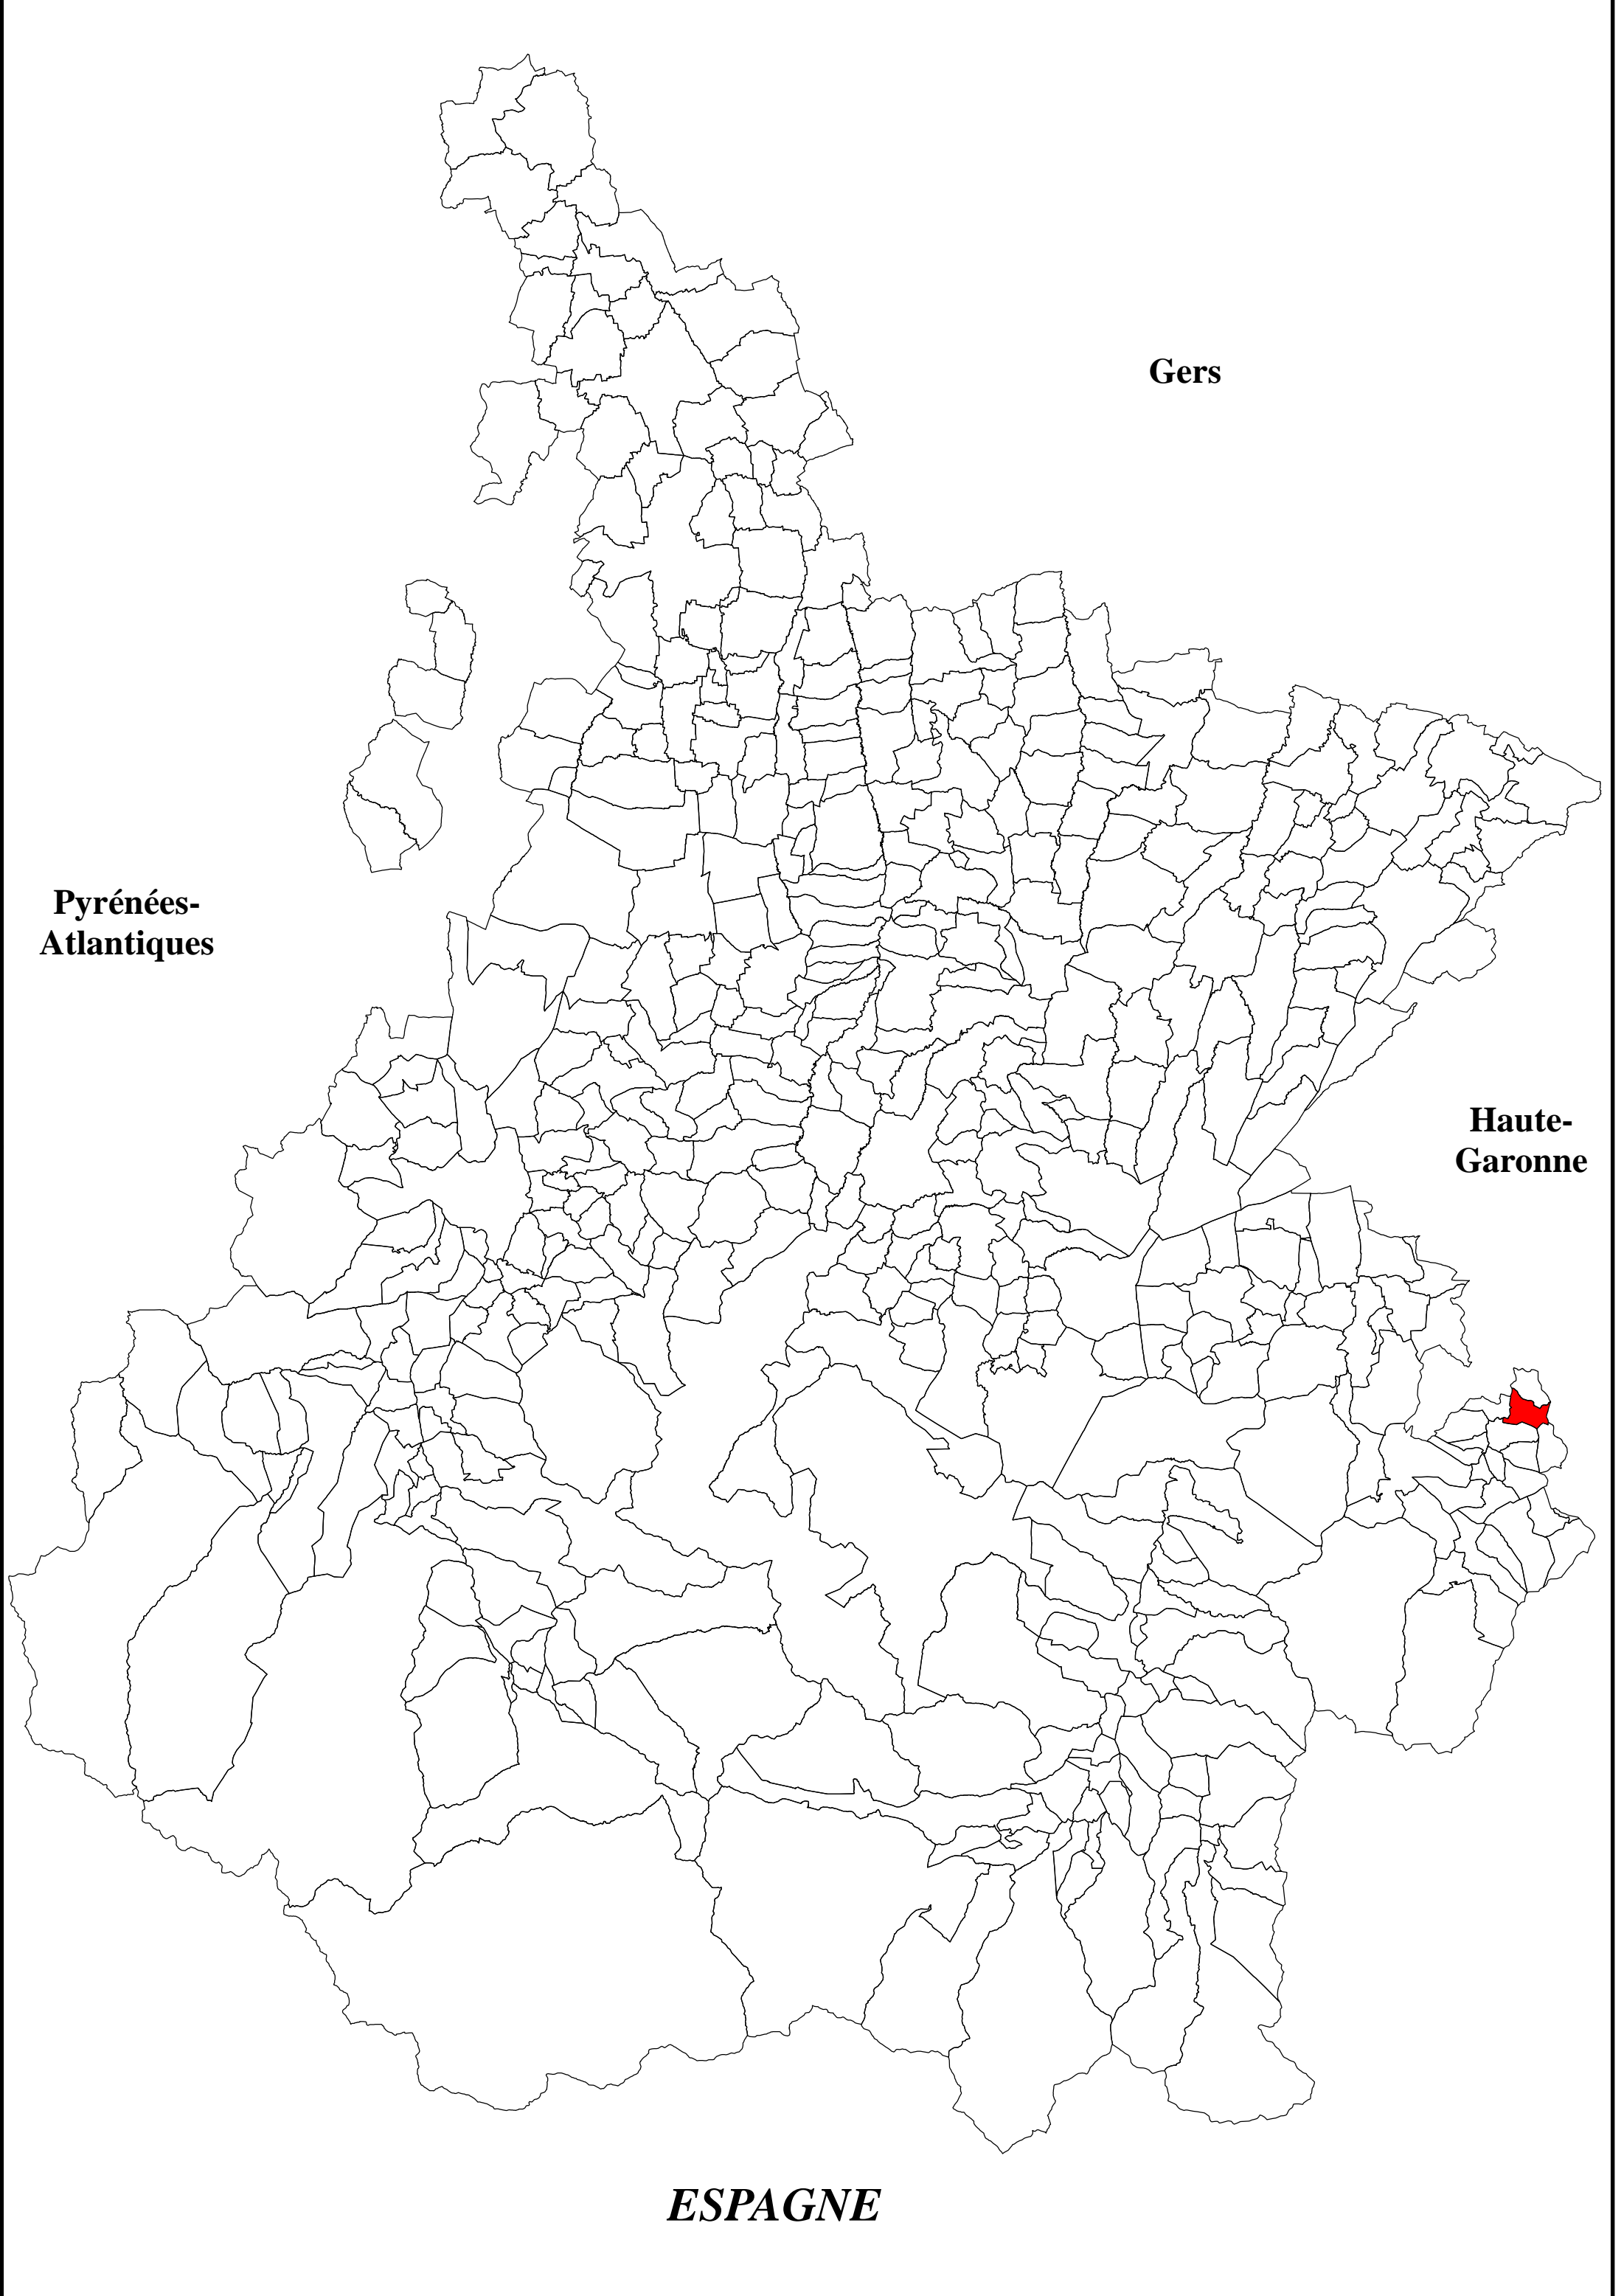 Gers
Pyrénées-
Atlantiques
Haute-
Garonne
ESPAGNE